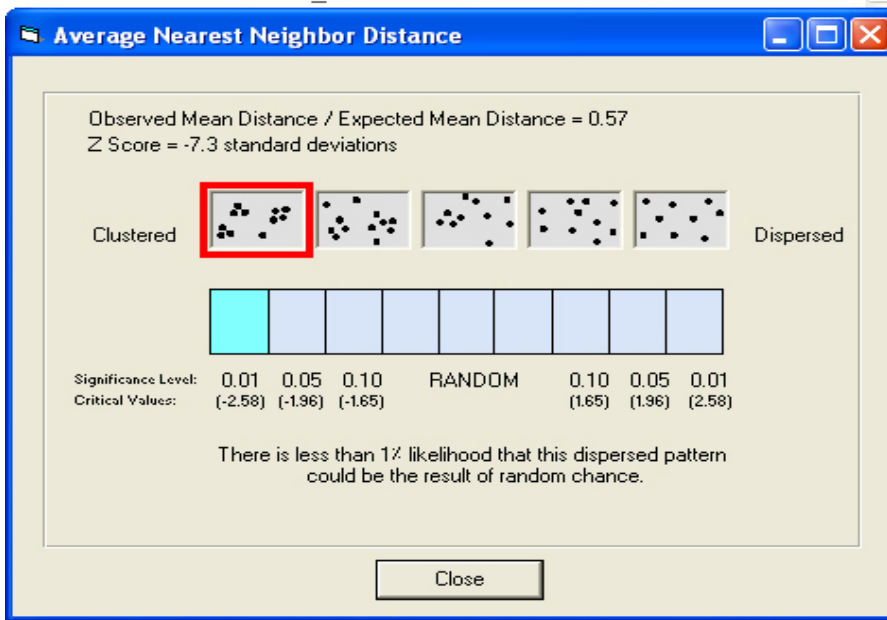 Average Nearest Neighbor Distance
Observed Mean Distance / Expected Mean Distance = 0.57
Z Score = -7.3 standard deviations
Clustered
Dispersed
Significance Level: 0.01 0.05 0.10 RANDOM 0.10 0.05 0.01
Critical Values: (-2.58) (-1.96) (-1.65) (1.65) (1.96) (2.58)
There is less than 1% likelihood that this dispersed pattern
could be the result of random chance.
Close